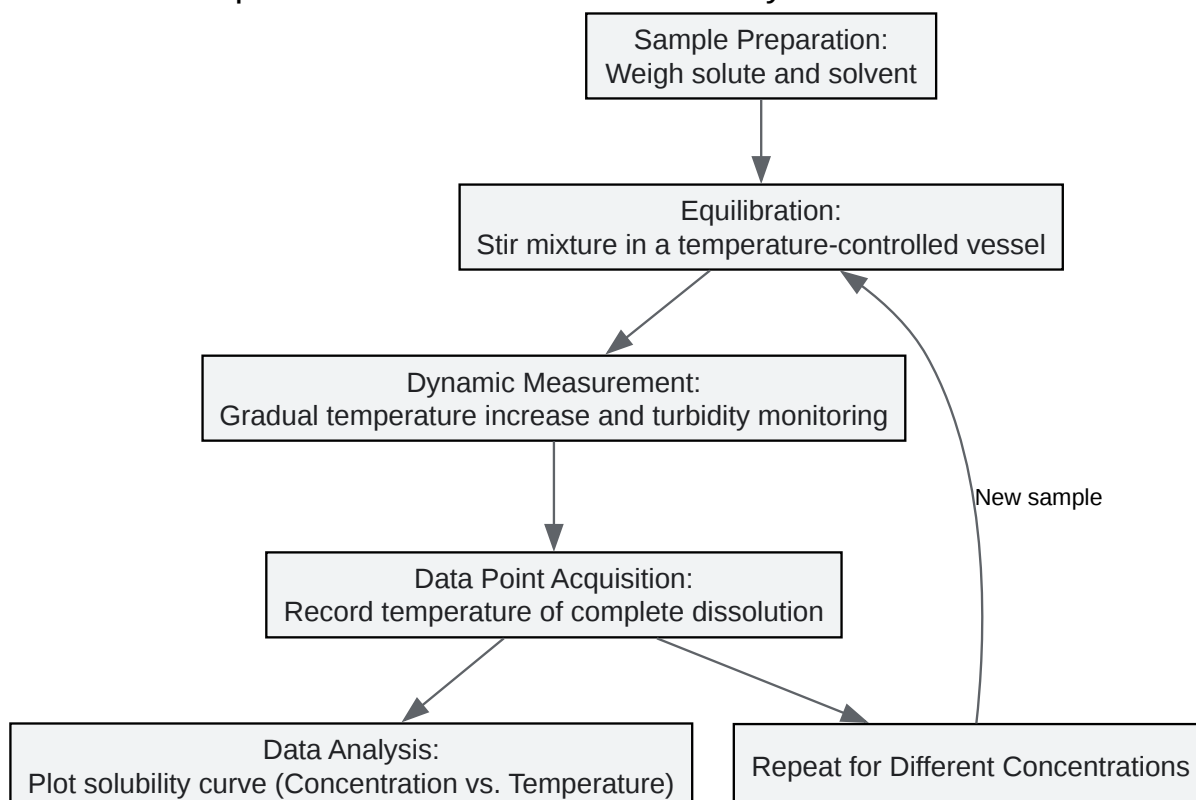 Sample Preparation:
Weigh solute and solvent
Equilibration:
Stir mixture in a temperature-controlled vessel
Dynamic Measurement:
Gradual temperature increase and turbidity monitoring
New sample
Data Point Acquisition:
Record temperature of complete dissolution
Data Analysis:
Plot solubility curve (Concentration vs. Temperature)
Repeat for Different Concentrations